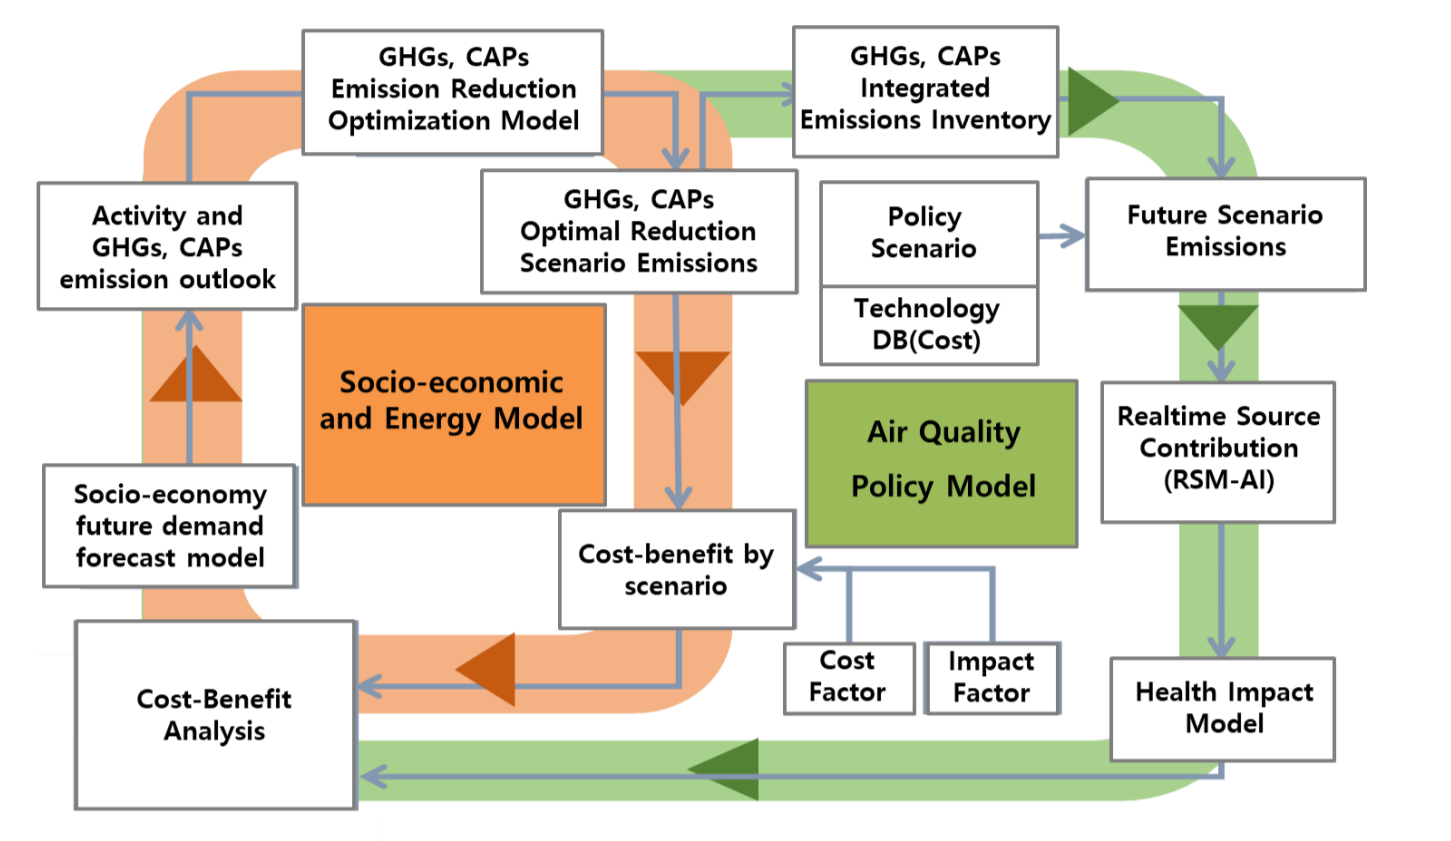 GHGs, CAPs
Emission Reduction
Optimization Model
GHGs, CAPs
Integrated
Emissions Inventory
Activity and
GHGs, CAPs
emission outlook
GHGs, CAPs
Optimal Reduction
Scenario Emissions
Policy
Scenario
Technology
DB(Cost)
Future Scenario
Emissions
Socio-economic
and Energy Model
Air Quality
Policy Model
Realtime Source
Contribution
(RSM-AI)
Socio-economy
future demand
forecast model
Cost-benefit by
scenario
Cost
Factor
Impact
Factor
Health Impact
Model
Cost-Benefit
Analysis